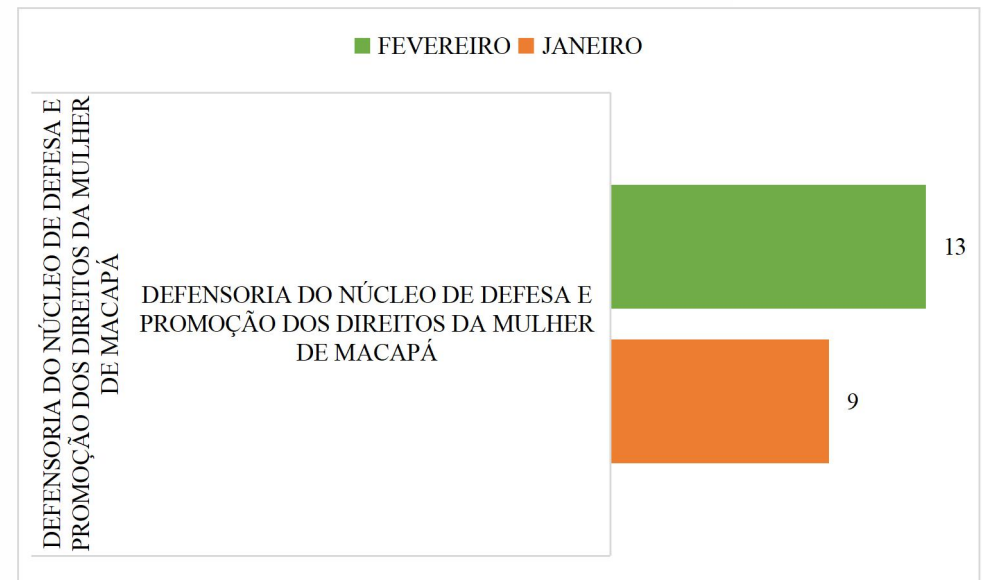 FEVEREIRO JANEIRO
DEFENSORIA DO NÚCLEO DE DEFESA E
PROMOÇÃO DOS DIREITOS DA MULHER
DE MACAPÁ
DEFENSORIA DO NÚCLEO DE DEFESA E
PROMOÇÃO DOS DIREITOS DA MULHER
DE MACAPÁ
13
9